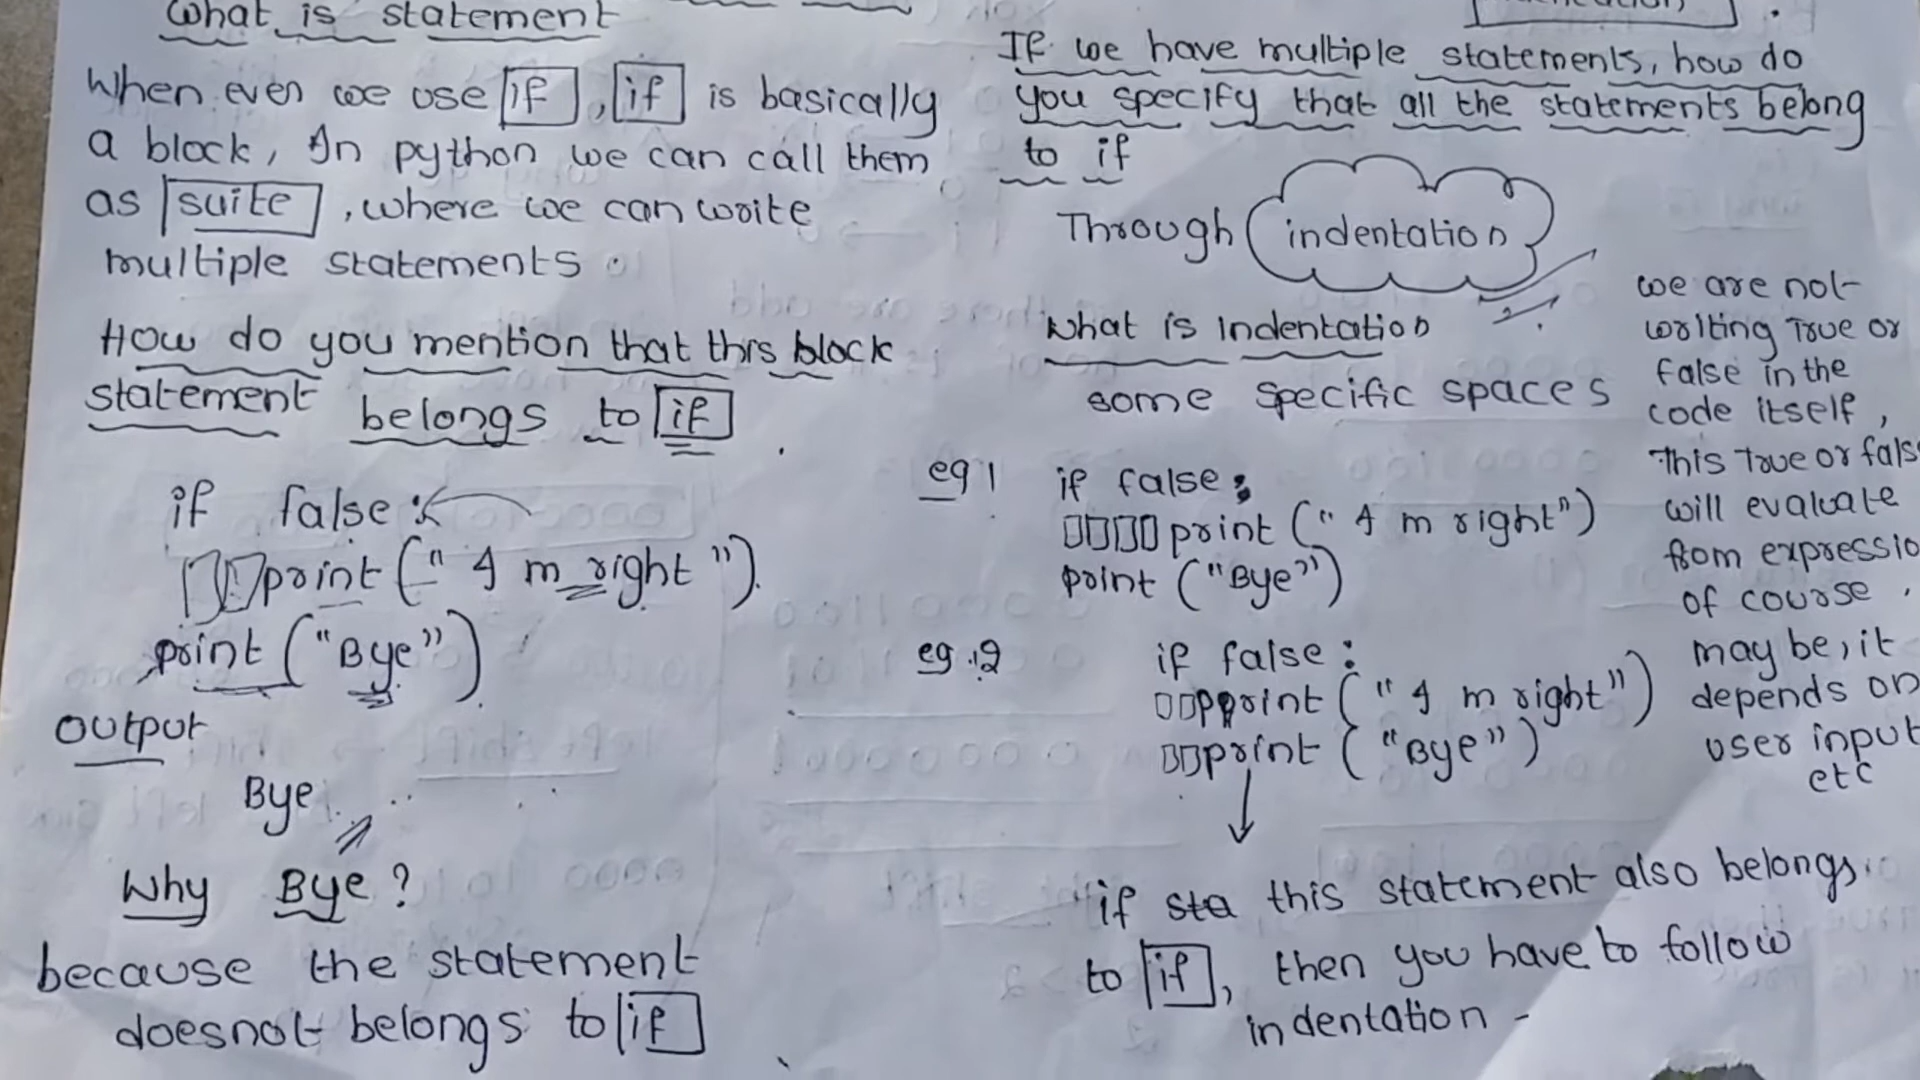 What is statement
When ever we use if, if is basically
a block, In python we can call them
as suite, where we can write
multiple statements.
How do you mention that this block
statement belongs to if.
if false:
print ("I m right").
print ("Bye")
output
Bye
Why Bye?
because the statement
doesnot belongs to if
If we have multiple statements, how do
you specify that all the statements belong
to if
Through indentation
What is Indentation
some specific spaces
eg 1 if false:
print ("I m right")
print ("Bye")
eg.2 if false:
print ("I m right")
print ("Bye")
if sta this statement also belongs
to if, then you have to follow
indentation -
we are not
writing True or
false in the
code itself,
This True or fals
will evaluate
from expressio
of course,
may be, it
depends on
user input
etc